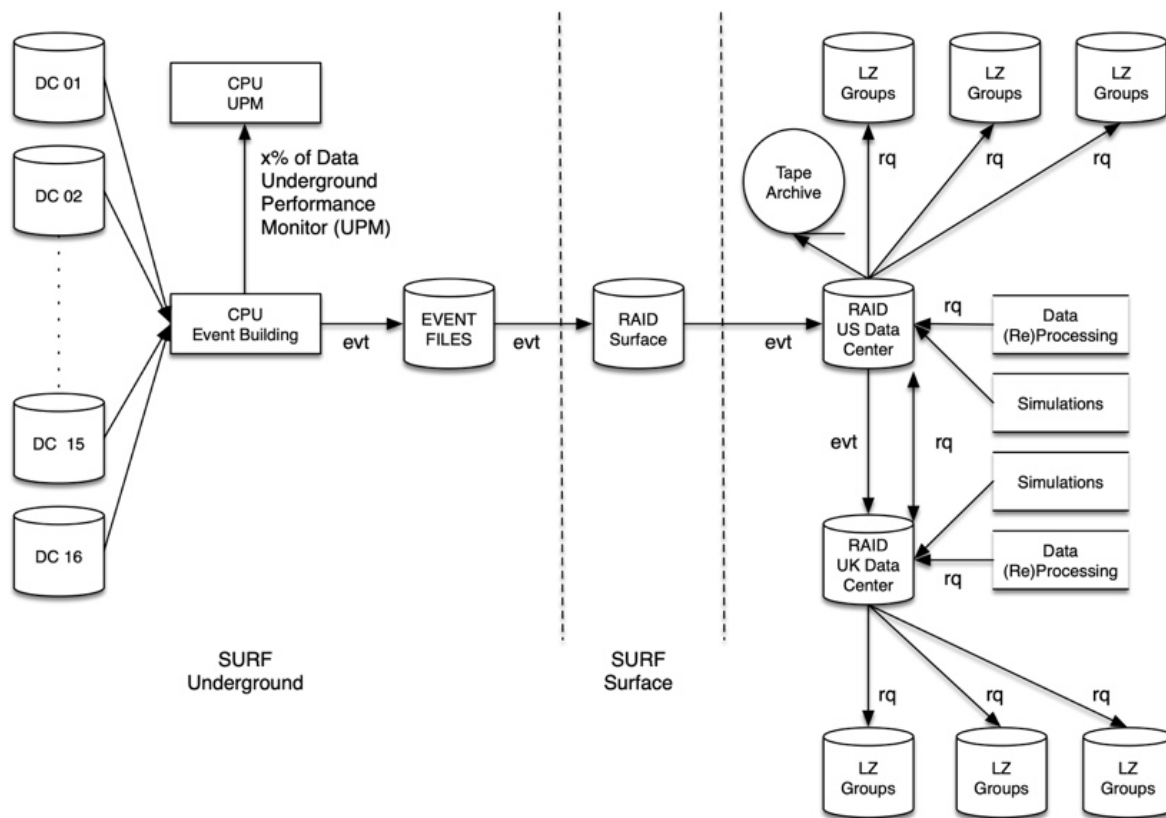 DC 01
DC 02
DC 15
DC 16
CPU
UPM
x% of Data
Underground
Performance
Monitor (UPM)
CPU
Event Building
evt
EVENT
FILES
evt
SURF
Underground
RAID
Surface
SURF
Surface
evt
LZ
Groups
LZ
Groups
LZ
Groups
rq
rq
rq
Tape
Archive
RAID
US Data
Center
rq
Data
(Re)Processing
Simulations
evt
rq
Simulations
RAID
UK Data
Center
rq
Data
(Re)Processing
rq
rq
rq
LZ
Groups
LZ
Groups
LZ
Groups